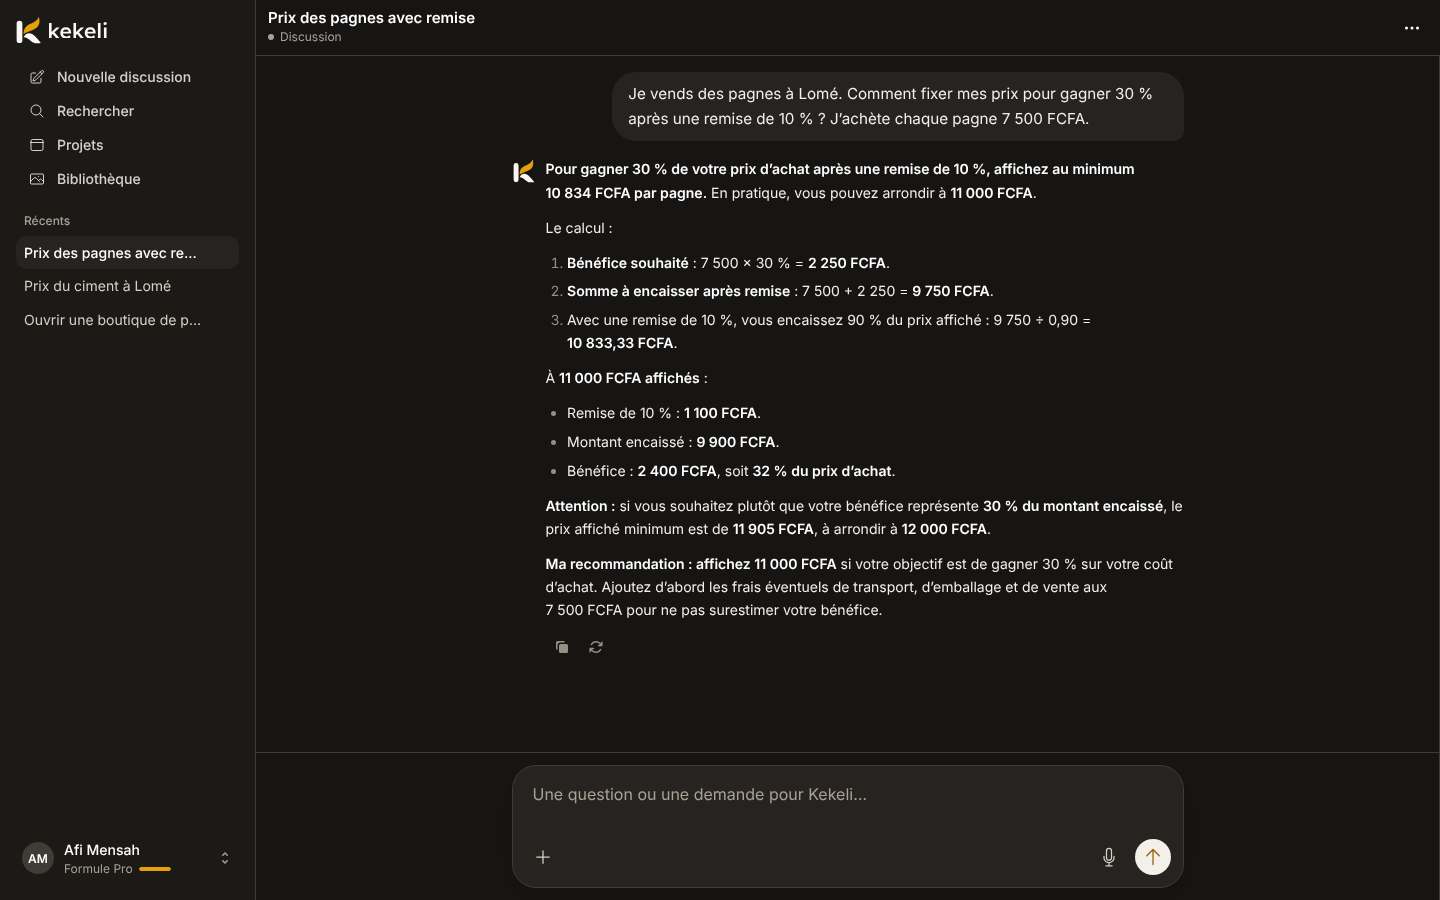 kekeli
Nouvelle discussion
Rechercher
Projets
Bibliothèque
Récents
Prix des pagnes avec re...
Prix du ciment à Lomé
Ouvrir une boutique de p...
AM
Afi Mensah
Formule Pro
Prix des pagnes avec remise
Discussion
Je vends des pagnes à Lomé. Comment fixer mes prix pour gagner 30 %
après une remise de 10 % ? J’achète chaque pagne 7 500 FCFA.
Pour gagner 30 % de votre prix d’achat après une remise de 10 %, affichez au minimum
10 834 FCFA par pagne. En pratique, vous pouvez arrondir à 11 000 FCFA.
Le calcul :
1. Bénéfice souhaité : 7 500 × 30 % = 2 250 FCFA.
2. Somme à encaisser après remise : 7 500 + 2 250 = 9 750 FCFA.
3. Avec une remise de 10 %, vous encaissez 90 % du prix affiché : 9 750 ÷ 0,90 =
10 833,33 FCFA.
À 11 000 FCFA affichés :
• Remise de 10 % : 1 100 FCFA.
• Montant encaissé : 9 900 FCFA.
• Bénéfice : 2 400 FCFA, soit 32 % du prix d’achat.
Attention : si vous souhaitez plutôt que votre bénéfice représente 30 % du montant encaissé, le
prix affiché minimum est de 11 905 FCFA, à arrondir à 12 000 FCFA.
Ma recommandation : affichez 11 000 FCFA si votre objectif est de gagner 30 % sur votre coût
d’achat. Ajoutez d’abord les frais éventuels de transport, d’emballage et de vente aux
7 500 FCFA pour ne pas surestimer votre bénéfice.
Une question ou une demande pour Kekeli...